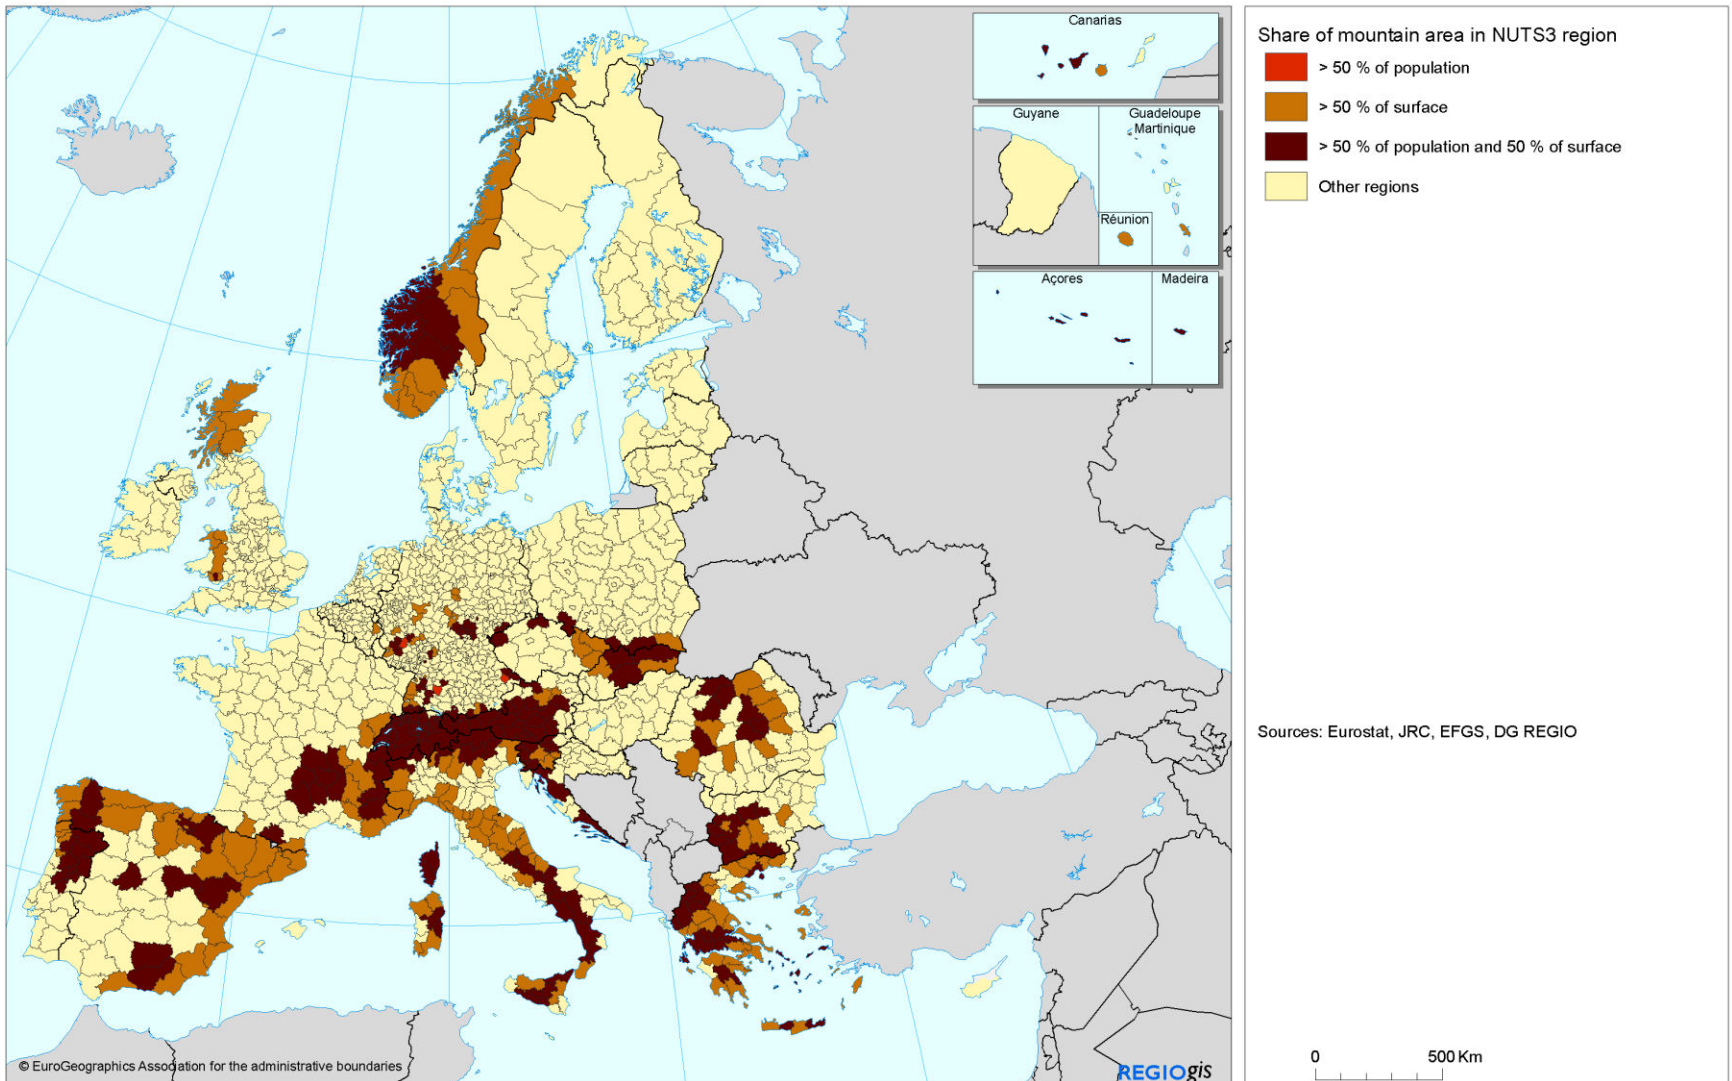 Canarias
Guyane
Guadeloupe
Martinique
Réunion
Açores
Madeira
Share of mountain area in NUTS3 region
> 50 % of population
> 50 % of surface
> 50 % of population and 50 % of surface
Other regions
Sources: Eurostat, JRC, EFGS, DG REGIO
0 500 Km
© EuroGeographics Association for the administrative boundaries
REGIOgis